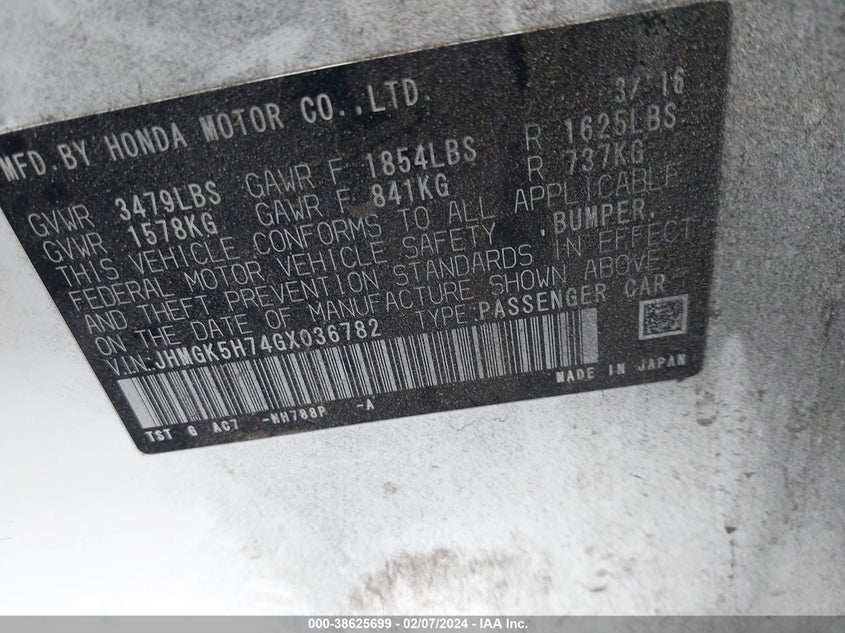 MFD.BY HONDA MOTOR CO.,LTD. 3/'16
GVWR 3479LBS GAWR F 1854LBS R 1625LBS
GVWR 1578KG GAWR F 841KG R 737KG
THIS VEHICLE CONFORMS TO ALL APPLICABLE
FEDERAL MOTOR VEHICLE SAFETY ,BUMPER,
AND THEFT PREVENTION STANDARDS IN EFFECT
ON THE DATE OF MANUFACTURE SHOWN ABOVE.
VIN:JHMGK5H74GX036782 TYPE:PASSENGER CAR
MADE IN JAPAN
TST G AC7 -NH788P -A
000-38625699 - 02/07/2024 - IAA Inc.